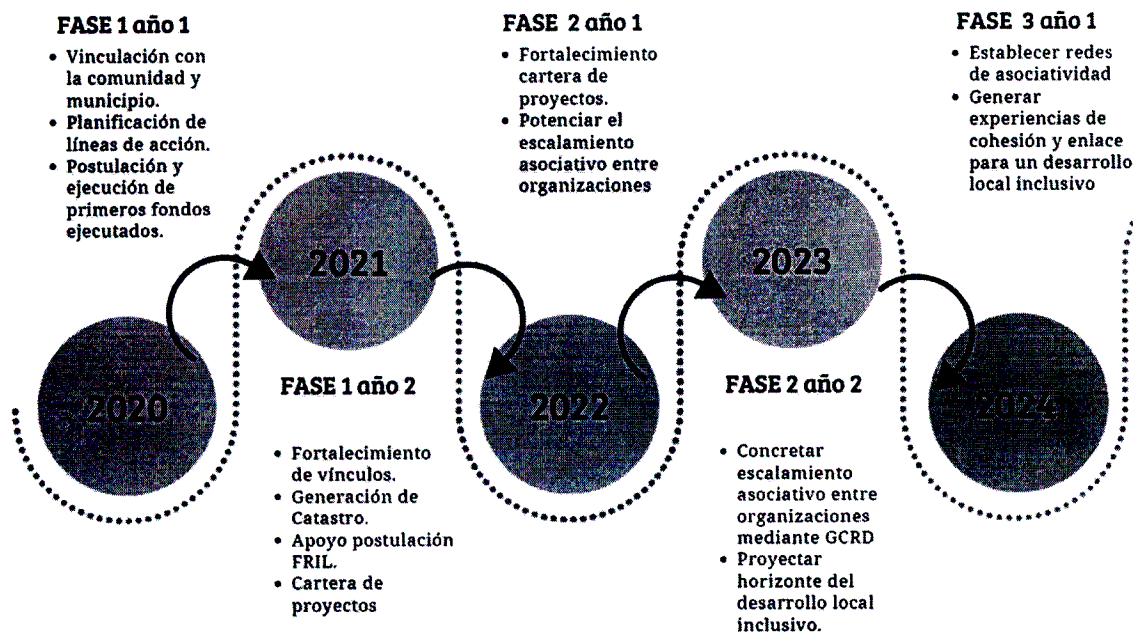 FASE 1 año 1
• Vinculación con
la comunidad y
municipio.
• Planificación de
líneas de acción.
• Postulación y
ejecución de
primeros fondos
ejecutados.
2020
2021
FASE 1 año 2
• Fortalecimiento
de vínculos.
• Generación de
Catastro.
• Apoyo postulación
FRIL.
• Cartera de
proyectos
FASE 2 año 1
• Fortalecimiento
cartera de
proyectos.
• Potenciar el
escalamiento
asociativo entre
organizaciones
2022
2023
FASE 2 año 2
• Concretar
escalamiento
asociativo entre
organizaciones
mediante GCRD
• Proyectar
horizonte del
desarrollo local
inclusivo.
FASE 3 año 1
• Establecer redes
de asociatividad
• Generar
experiencias de
cohesión y enlace
para un desarrollo
local inclusivo
2024